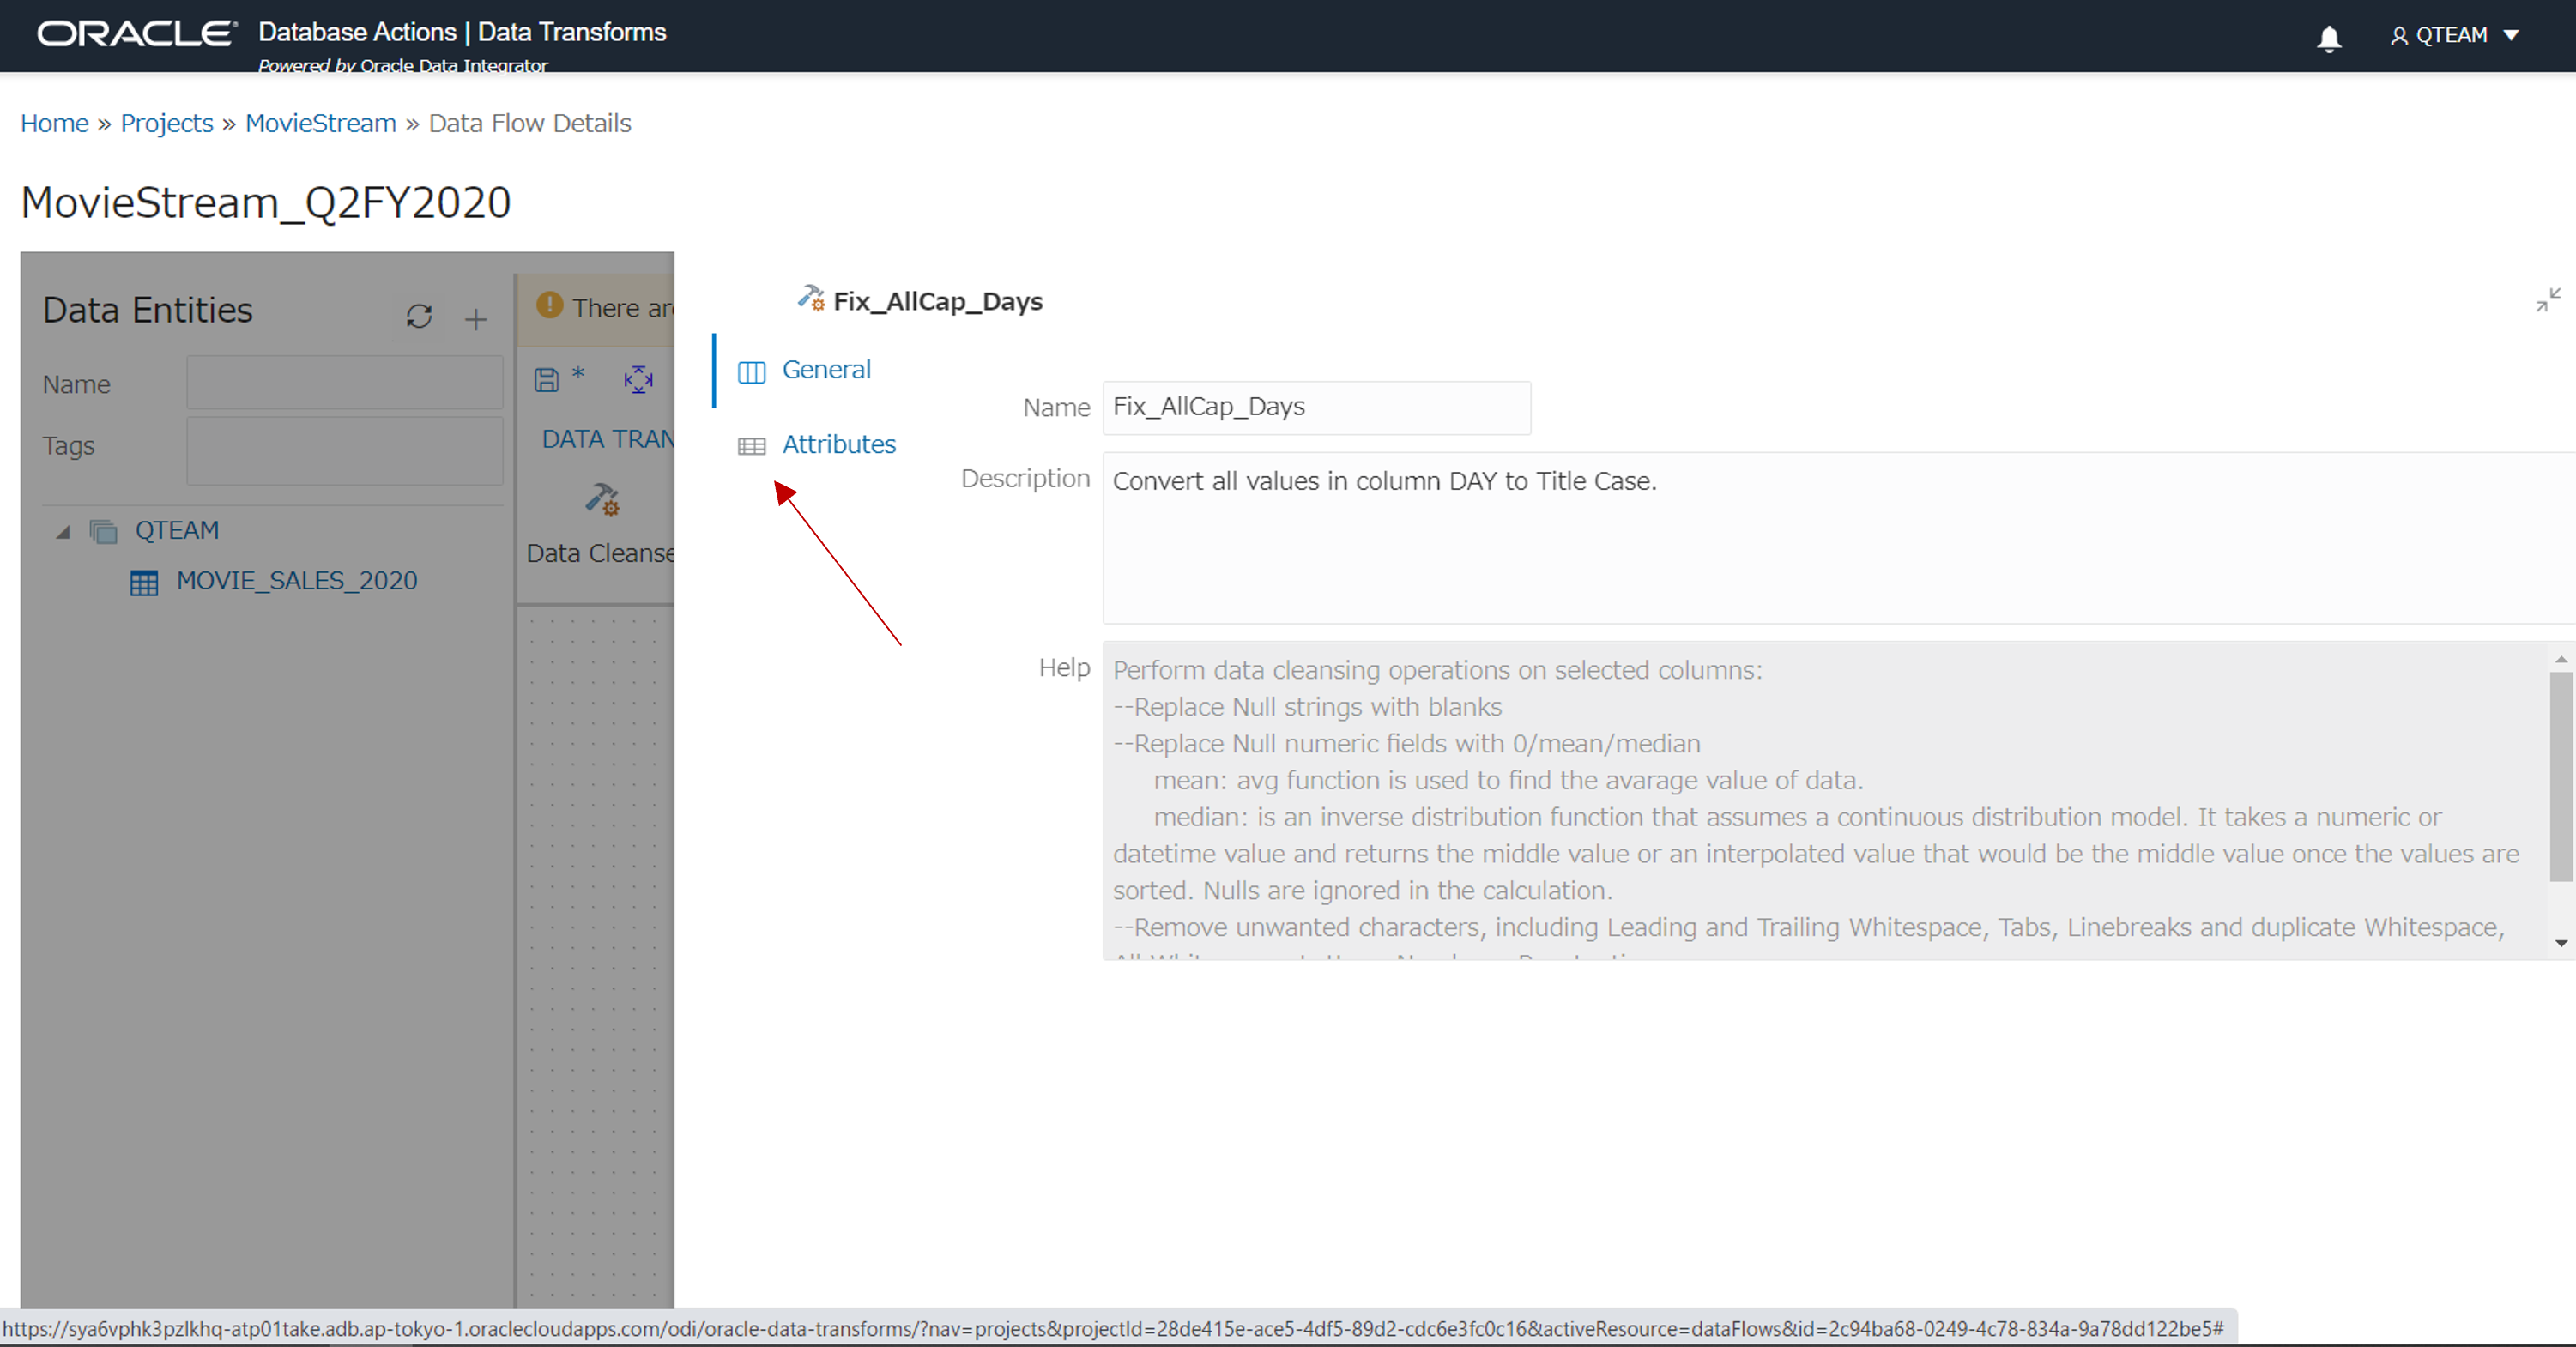 ORACLE Database Actions | Data Transforms
Powered by Oracle Data Integrator
QTEAM
Home » Projects » MovieStream » Data Flow Details
MovieStream_Q2FY2020
Data Entities
Name
Tags
QTEAM
MOVIE_SALES_2020
There are
*
DATA TRAN
Data Cleanse
Fix_AllCap_Days
General
Attributes
Name
Fix_AllCap_Days
Description
Convert all values in column DAY to Title Case.
Help
Perform data cleansing operations on selected columns:
--Replace Null strings with blanks
--Replace Null numeric fields with 0/mean/median
mean: avg function is used to find the avarage value of data.
median: is an inverse distribution function that assumes a continuous distribution model. It takes a numeric or
datetime value and returns the middle value or an interpolated value that would be the middle value once the values are
sorted. Nulls are ignored in the calculation.
--Remove unwanted characters, including Leading and Trailing Whitespace, Tabs, Linebreaks and duplicate Whitespace,
https://sya6vphk3pzlkhq-atp01take.adb.ap-tokyo-1.oraclecloudapps.com/odi/oracle-data-transforms/?nav=projects&projectId=28de415e-ace5-4df5-89d2-cdc6e3fc0c16&activeResource=dataFlows&id=2c94ba68-0249-4c78-834a-9a78dd122be5#